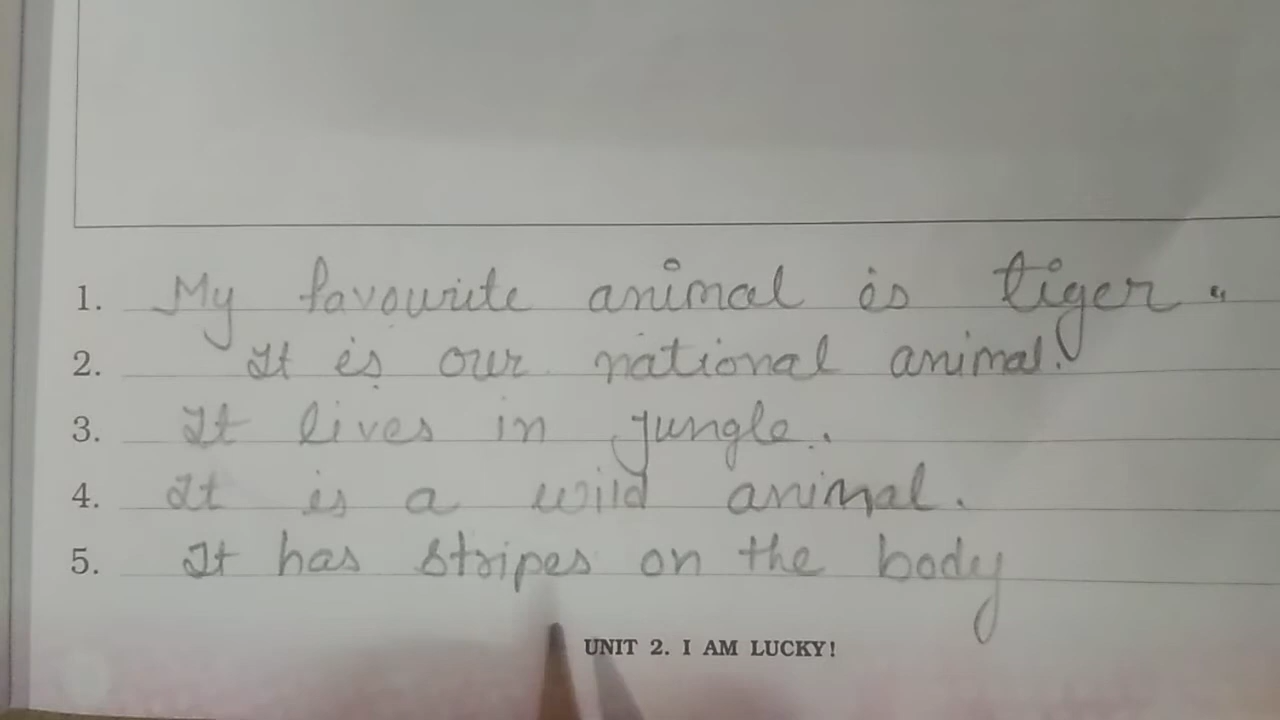 1. My favourite animal is tiger.
2. It is our national animal.
3. It lives in jungle.
4. It is a wild animal.
5. It has stripes on the body
UNIT 2. I AM LUCKY!